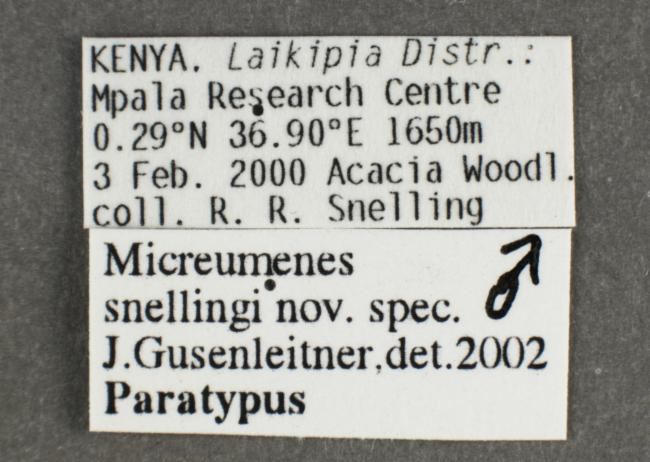 KENYA. Laikipia Distr.:
Mpala Research Centre
0.29°N 36.90°E 1650m
3 Feb. 2000 Acacia Woodl.
coll. R. R. Snelling
Micreumenes
snellingi nov. spec. ♂
J.Gusenleitner,det.2002
Paratypus